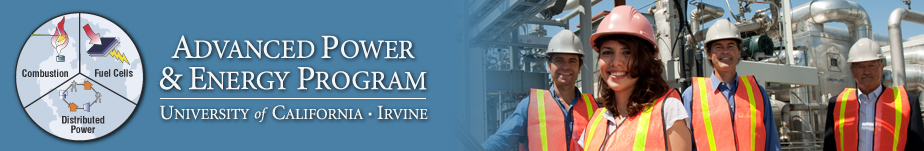 Combustion
Fuel Cells
Distributed
Power
ADVANCED POWER
& ENERGY PROGRAM
UNIVERSITY of CALIFORNIA · IRVINE